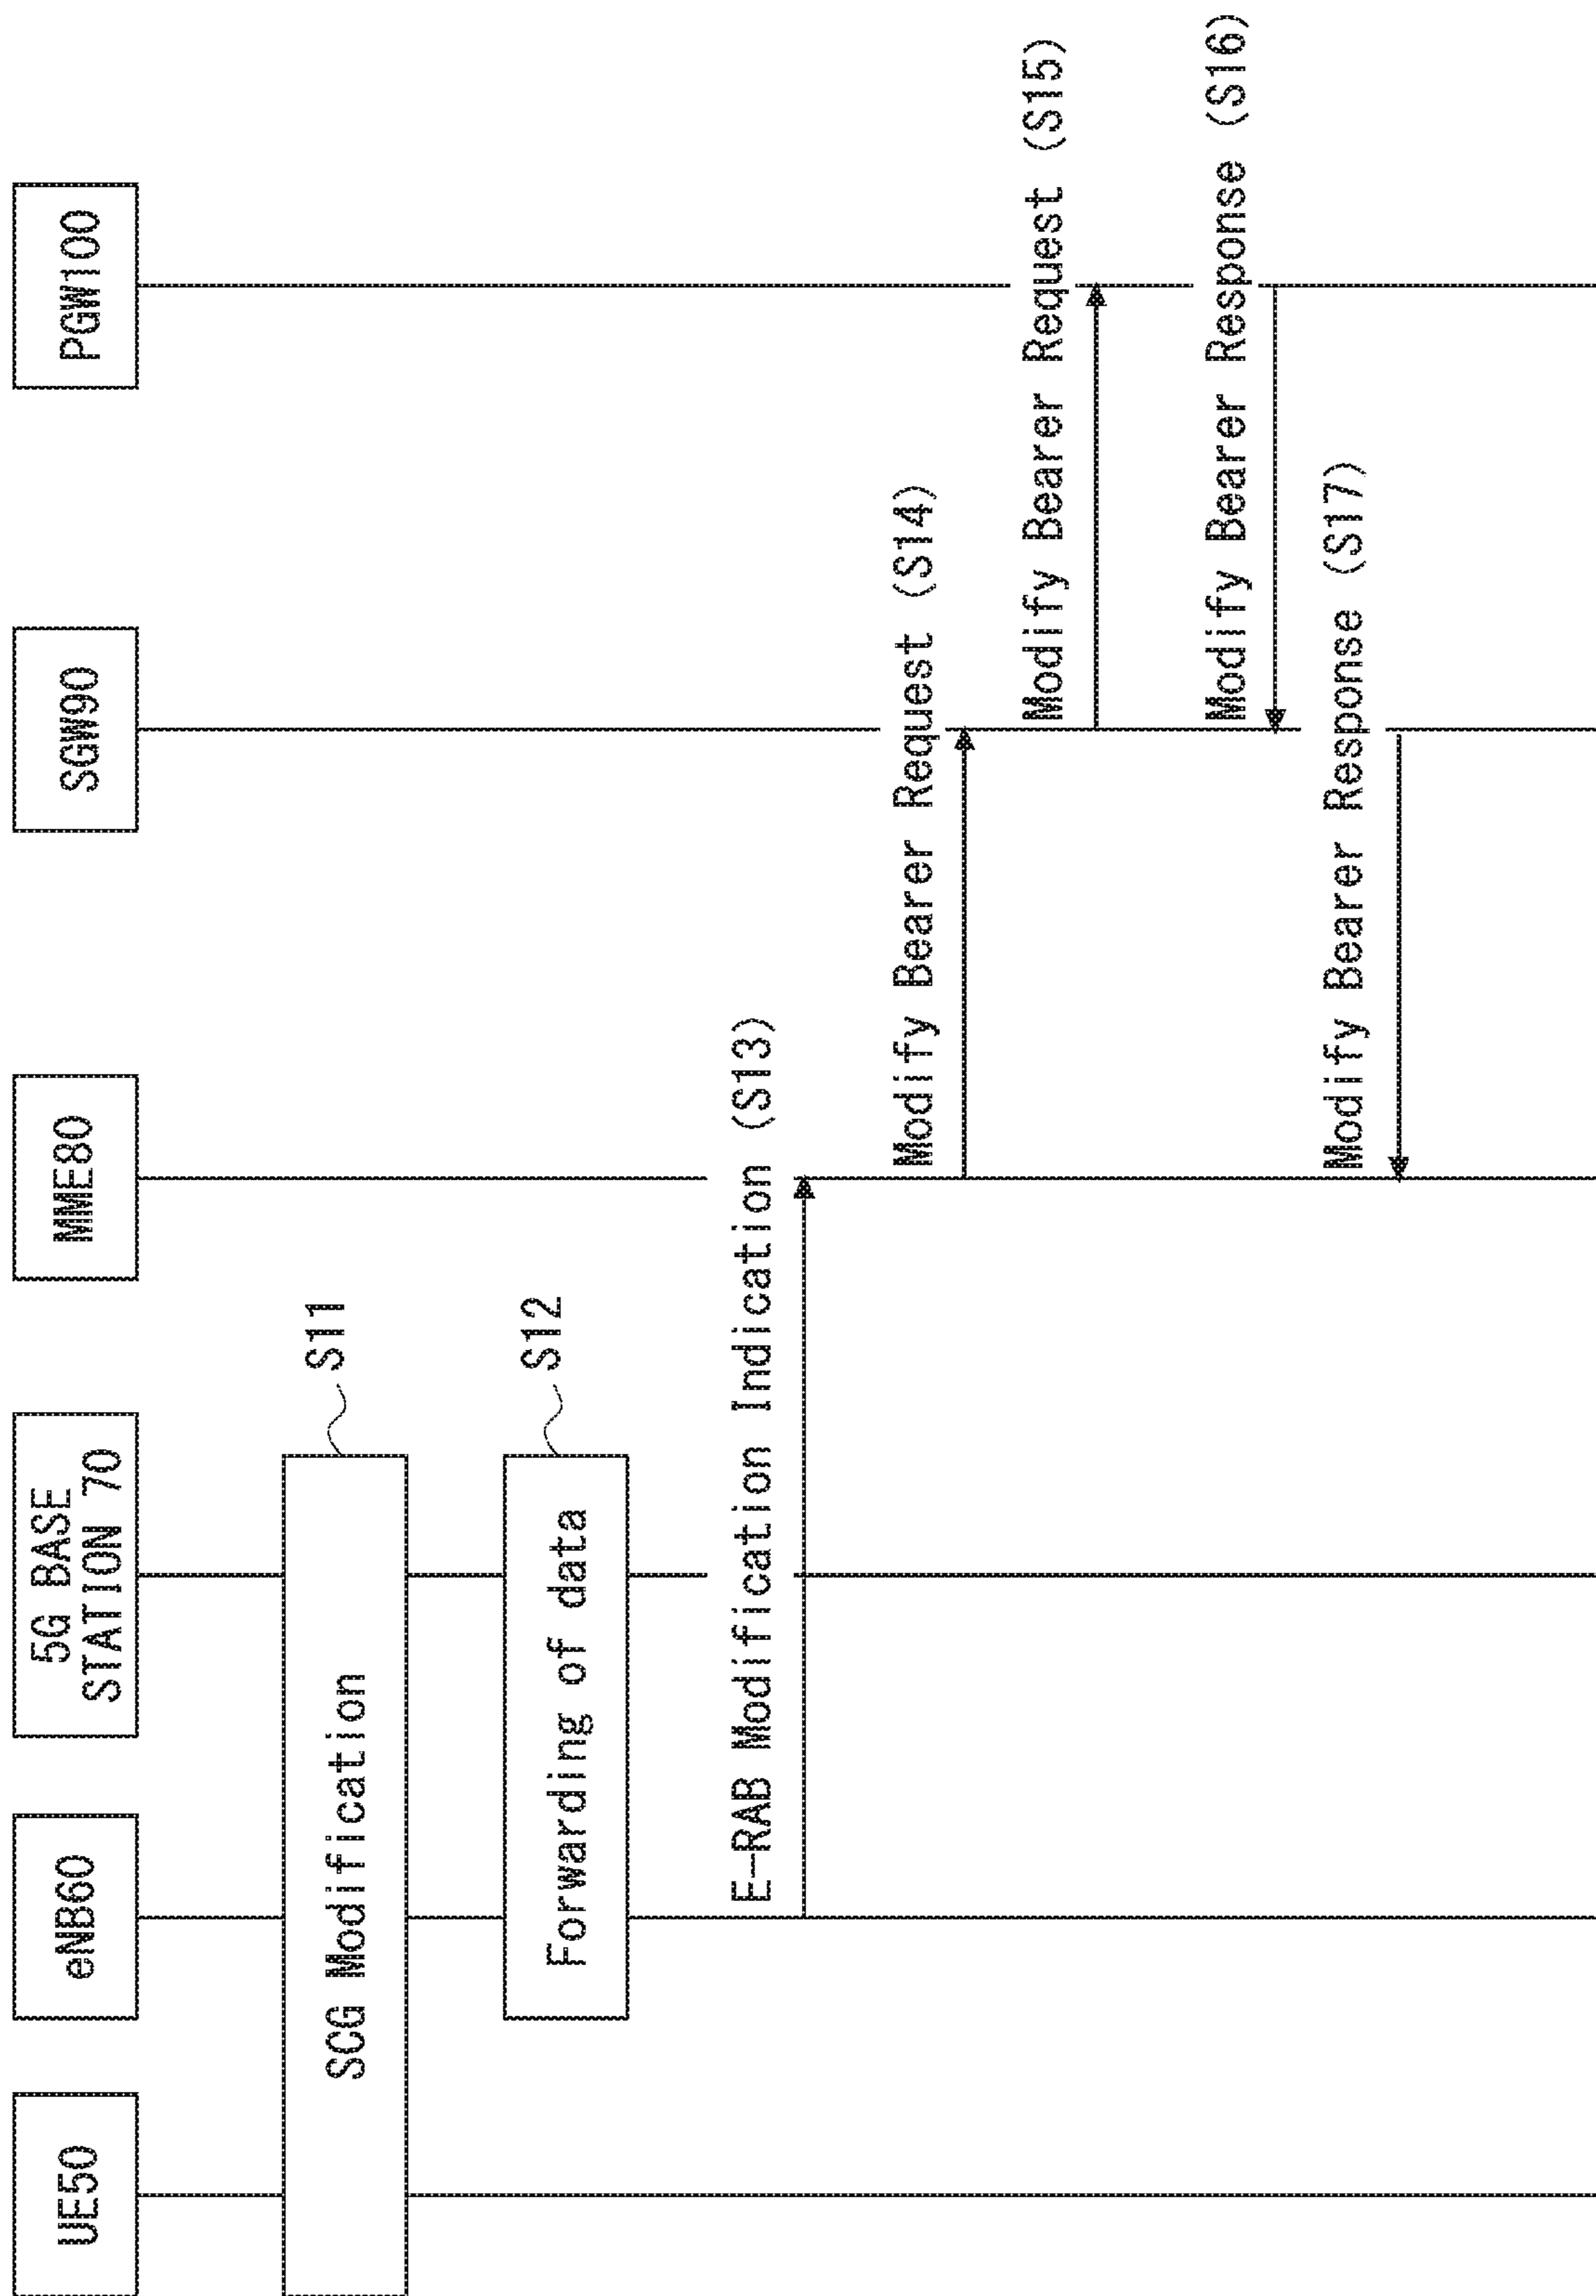 UE50
eNB60
5G BASE
STATION 70
MME80
SGW90
PGW100
SCG Modification
S11
Forwarding of data
S12
E-RAB Modification Indication (S13)
Modify Bearer Request (S14)
Modify Bearer Request (S15)
Modify Bearer Response (S16)
Modify Bearer Response (S17)